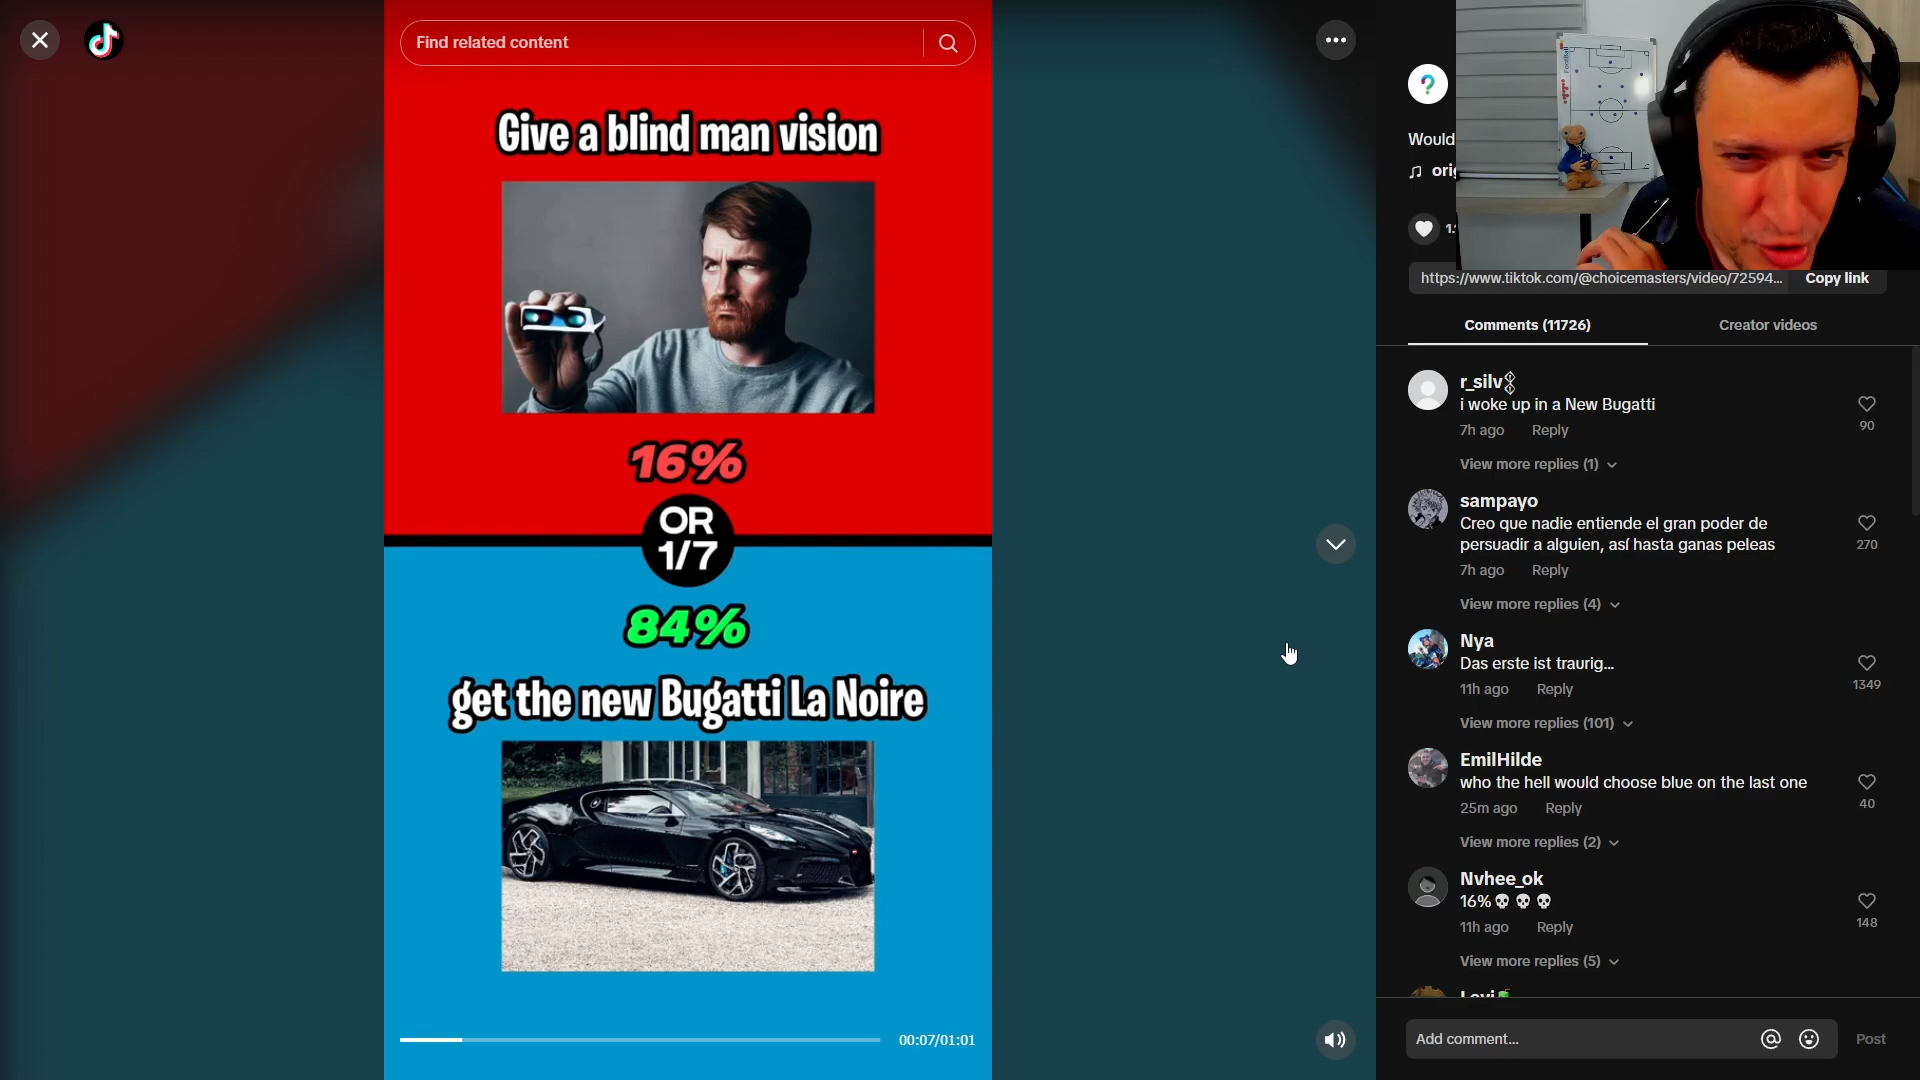 Find related content
Give a blind man vision
16%
OR
1/7
84%
get the new Bugatti La Noire
00:07/01:01
Would
https://www.tiktok.com/@choicemasters/video/72594...
Copy link
Comments (11726)
Creator videos
r_silv
i woke up in a New Bugatti
7h ago Reply
90
View more replies (1)
sampayo
Creo que nadie entiende el gran poder de
persuadir a alguien, así hasta ganas peleas
270
7h ago Reply
View more replies (4)
Nya
Das erste ist traurig...
1349
11h ago Reply
View more replies (101)
EmilHilde
who the hell would choose blue on the last one
40
25m ago Reply
View more replies (2)
Nvhee_ok
16%💀💀💀
148
11h ago Reply
View more replies (5)
Add comment...
Post